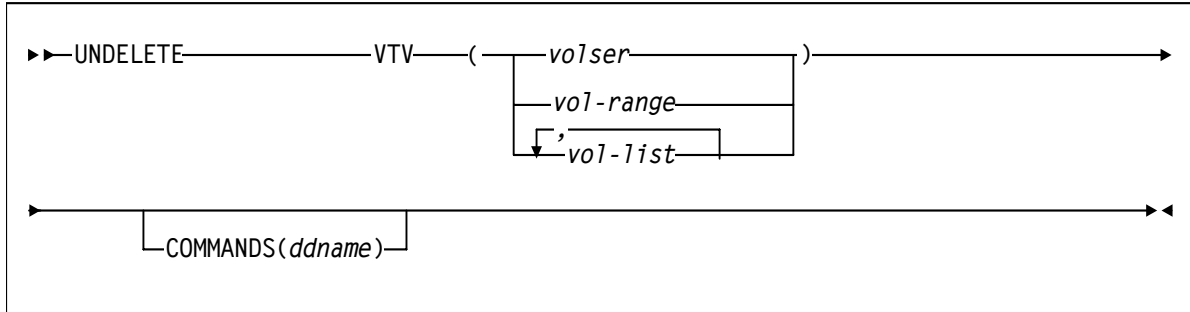 UNDELETE VTV ( volser )
vol-range
,
vol-list
COMMANDS(ddname)